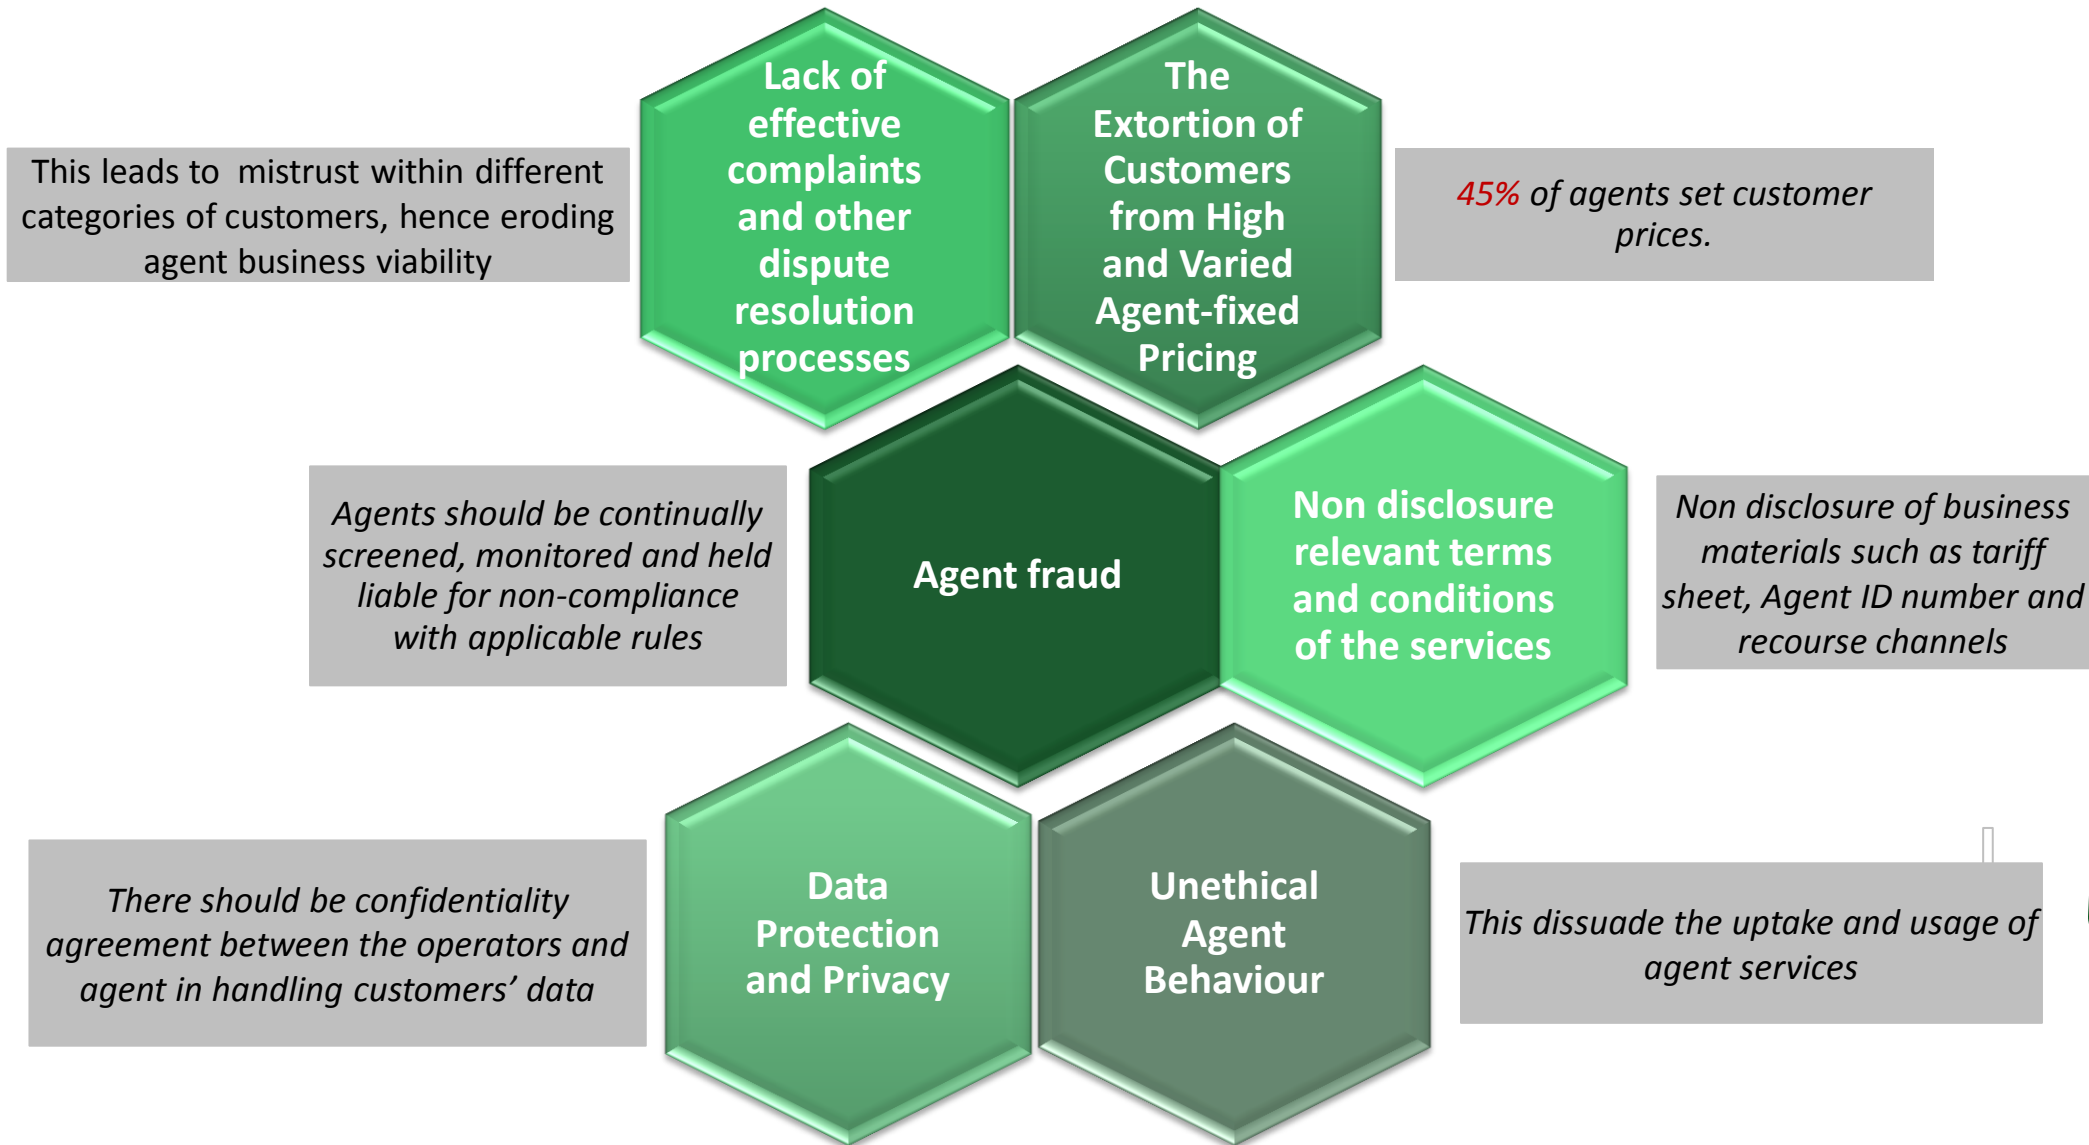 Lack of
effective
complaints
and other
dispute
resolution
processes
The
Extortion of
Customers
from High
and Varied
Agent-fixed
Pricing
This leads to  mistrust within different
categories of customers, hence eroding
agent business viability
45% of agents set customer
prices.
Agents should be continually
screened, monitored and held
liable for non-compliance
with applicable rules
Agent fraud
Non disclosure
relevant terms
and conditions
of the services
Non disclosure of business
materials such as tariff
sheet, Agent ID number and
recourse channels
There should be confidentiality
agreement between the operators and
agent in handling customers’ data
Data
Protection
and Privacy
Unethical
Agent
Behaviour
This dissuade the uptake and usage of
agent services